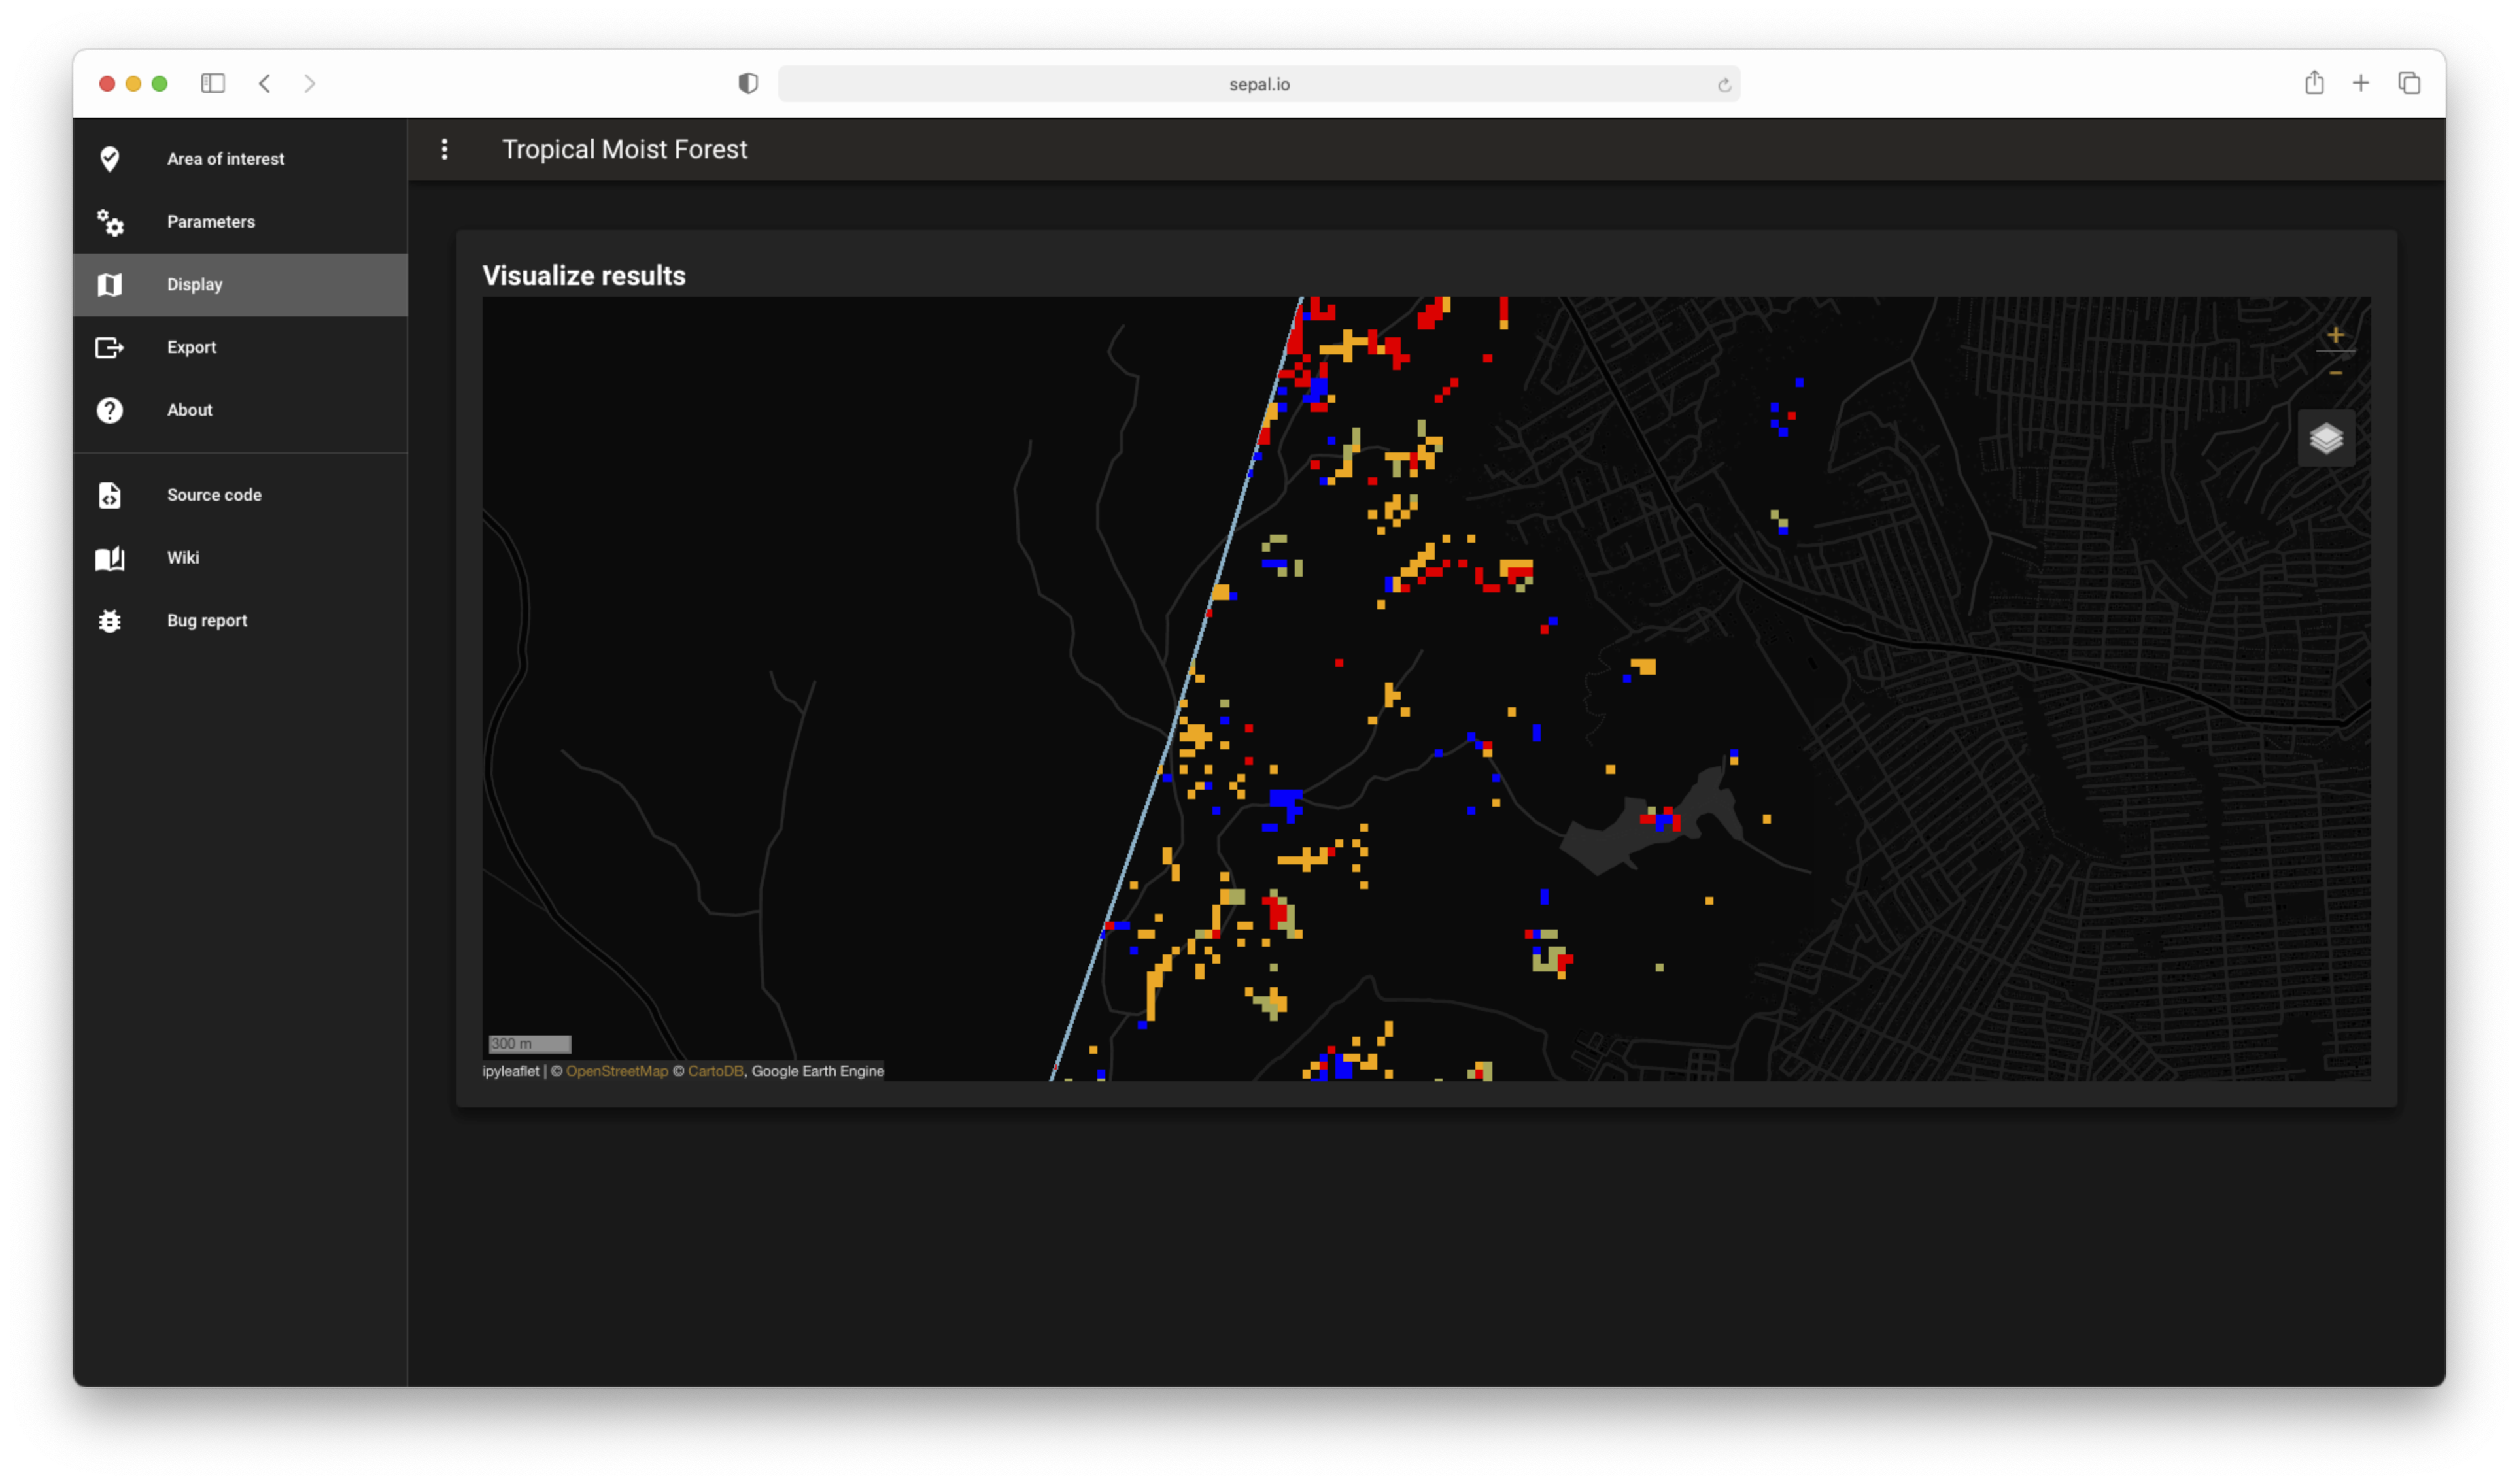 sepal.io
Area of interest
Parameters
Display
Export
About
Source code
Wiki
Bug report
Tropical Moist Forest
Visualize results
+
−
300 m
ipyleaflet | © OpenStreetMap © CartoDB, Google Earth Engine